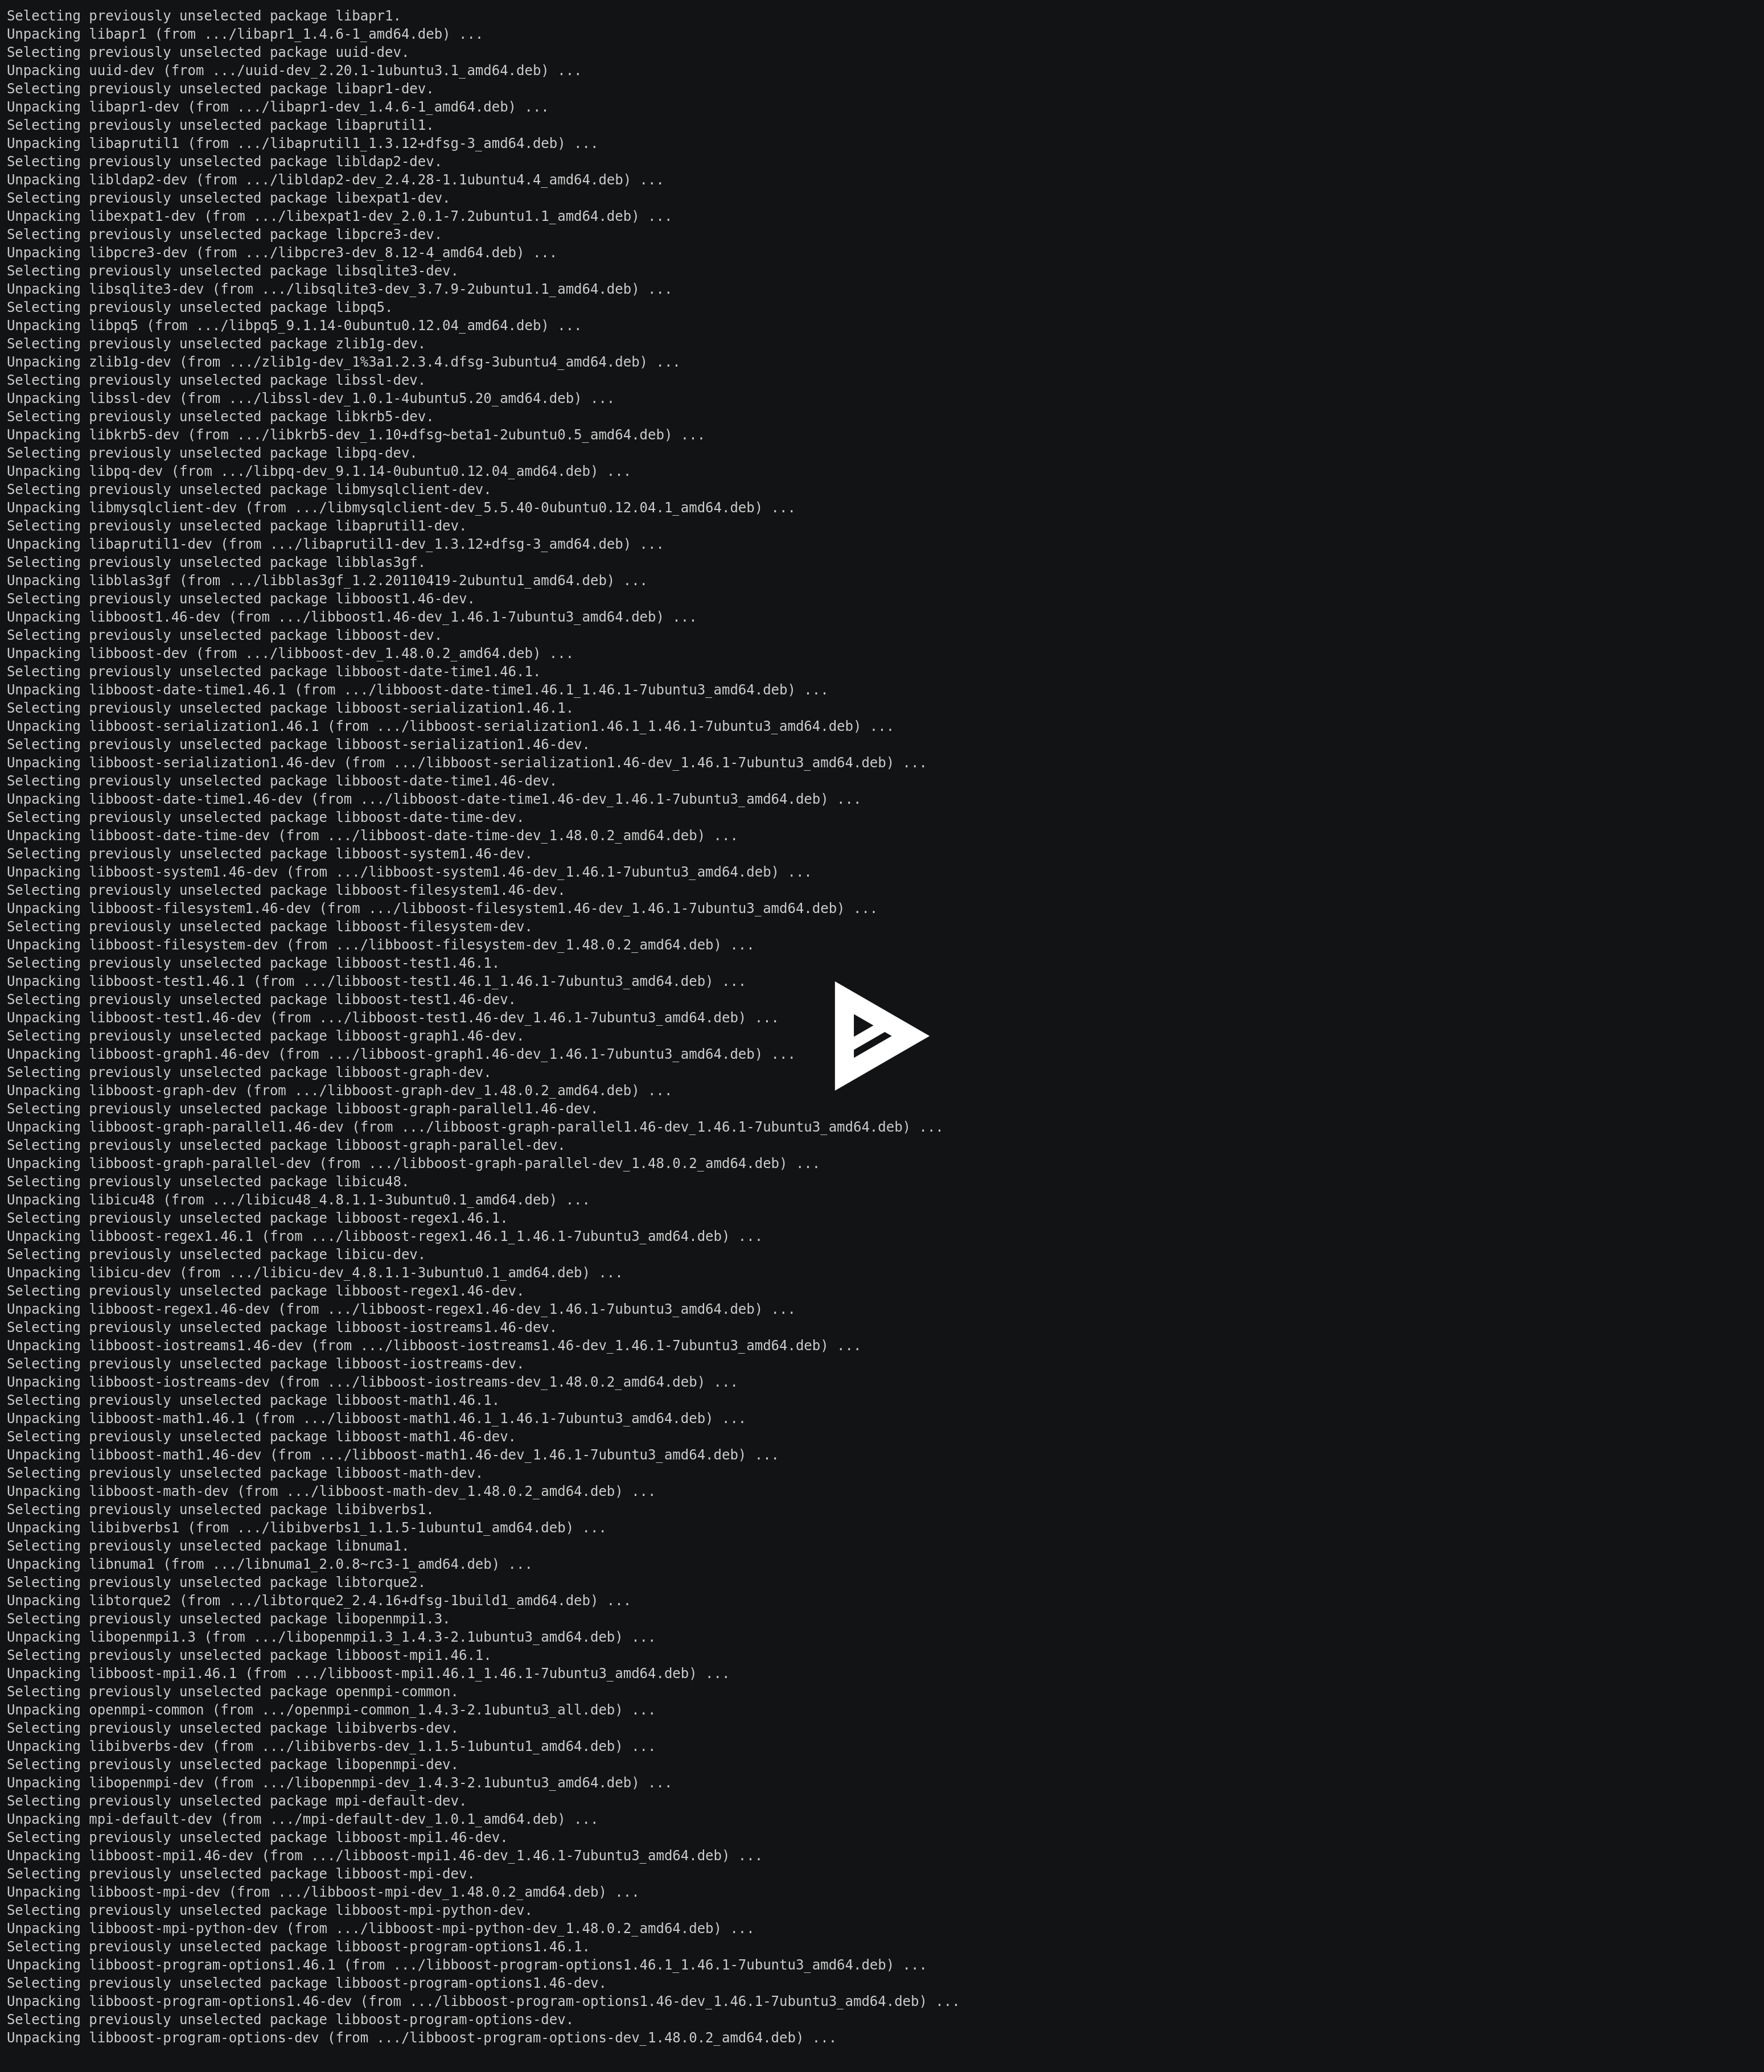 Selecting previously unselected package libapr1.
Unpacking libapr1 (from .../libapr1_1.4.6-1_amd64.deb) ...
Selecting previously unselected package uuid-dev.
Unpacking uuid-dev (from .../uuid-dev_2.20.1-1ubuntu3.1_amd64.deb) ...
Selecting previously unselected package libapr1-dev.
Unpacking libapr1-dev (from .../libapr1-dev_1.4.6-1_amd64.deb) ...
Selecting previously unselected package libaprutil1.
Unpacking libaprutil1 (from .../libaprutil1_1.3.12+dfsg-3_amd64.deb) ...
Selecting previously unselected package libldap2-dev.
Unpacking libldap2-dev (from .../libldap2-dev_2.4.28-1.1ubuntu4.4_amd64.deb) ...
Selecting previously unselected package libexpat1-dev.
Unpacking libexpat1-dev (from .../libexpat1-dev_2.0.1-7.2ubuntu1.1_amd64.deb) ...
Selecting previously unselected package libpcre3-dev.
Unpacking libpcre3-dev (from .../libpcre3-dev_8.12-4_amd64.deb) ...
Selecting previously unselected package libsqlite3-dev.
Unpacking libsqlite3-dev (from .../libsqlite3-dev_3.7.9-2ubuntu1.1_amd64.deb) ...
Selecting previously unselected package libpq5.
Unpacking libpq5 (from .../libpq5_9.1.14-0ubuntu0.12.04_amd64.deb) ...
Selecting previously unselected package zlib1g-dev.
Unpacking zlib1g-dev (from .../zlib1g-dev_1%3a1.2.3.4.dfsg-3ubuntu4_amd64.deb) ...
Selecting previously unselected package libssl-dev.
Unpacking libssl-dev (from .../libssl-dev_1.0.1-4ubuntu5.20_amd64.deb) ...
Selecting previously unselected package libkrb5-dev.
Unpacking libkrb5-dev (from .../libkrb5-dev_1.10+dfsg~beta1-2ubuntu0.5_amd64.deb) ...
Selecting previously unselected package libpq-dev.
Unpacking libpq-dev (from .../libpq-dev_9.1.14-0ubuntu0.12.04_amd64.deb) ...
Selecting previously unselected package libmysqlclient-dev.
Unpacking libmysqlclient-dev (from .../libmysqlclient-dev_5.5.40-0ubuntu0.12.04.1_amd64.deb) ...
Selecting previously unselected package libaprutil1-dev.
Unpacking libaprutil1-dev (from .../libaprutil1-dev_1.3.12+dfsg-3_amd64.deb) ...
Selecting previously unselected package libblas3gf.
Unpacking libblas3gf (from .../libblas3gf_1.2.20110419-2ubuntu1_amd64.deb) ...
Selecting previously unselected package libboost1.46-dev.
Unpacking libboost1.46-dev (from .../libboost1.46-dev_1.46.1-7ubuntu3_amd64.deb) ...
Selecting previously unselected package libboost-dev.
Unpacking libboost-dev (from .../libboost-dev_1.48.0.2_amd64.deb) ...
Selecting previously unselected package libboost-date-time1.46.1.
Unpacking libboost-date-time1.46.1 (from .../libboost-date-time1.46.1_1.46.1-7ubuntu3_amd64.deb) ...
Selecting previously unselected package libboost-serialization1.46.1.
Unpacking libboost-serialization1.46.1 (from .../libboost-serialization1.46.1_1.46.1-7ubuntu3_amd64.deb) ...
Selecting previously unselected package libboost-serialization1.46-dev.
Unpacking libboost-serialization1.46-dev (from .../libboost-serialization1.46-dev_1.46.1-7ubuntu3_amd64.deb) ...
Selecting previously unselected package libboost-date-time1.46-dev.
Unpacking libboost-date-time1.46-dev (from .../libboost-date-time1.46-dev_1.46.1-7ubuntu3_amd64.deb) ...
Selecting previously unselected package libboost-date-time-dev.
Unpacking libboost-date-time-dev (from .../libboost-date-time-dev_1.48.0.2_amd64.deb) ...
Selecting previously unselected package libboost-system1.46-dev.
Unpacking libboost-system1.46-dev (from .../libboost-system1.46-dev_1.46.1-7ubuntu3_amd64.deb) ...
Selecting previously unselected package libboost-filesystem1.46-dev.
Unpacking libboost-filesystem1.46-dev (from .../libboost-filesystem1.46-dev_1.46.1-7ubuntu3_amd64.deb) ...
Selecting previously unselected package libboost-filesystem-dev.
Unpacking libboost-filesystem-dev (from .../libboost-filesystem-dev_1.48.0.2_amd64.deb) ...
Selecting previously unselected package libboost-test1.46.1.
Unpacking libboost-test1.46.1 (from .../libboost-test1.46.1_1.46.1-7ubuntu3_amd64.deb) ...
Selecting previously unselected package libboost-test1.46-dev.
Unpacking libboost-test1.46-dev (from .../libboost-test1.46-dev_1.46.1-7ubuntu3_amd64.deb) ...
Selecting previously unselected package libboost-graph1.46-dev.
Unpacking libboost-graph1.46-dev (from .../libboost-graph1.46-dev_1.46.1-7ubuntu3_amd64.deb) ...
Selecting previously unselected package libboost-graph-dev.
Unpacking libboost-graph-dev (from .../libboost-graph-dev_1.48.0.2_amd64.deb) ...
Selecting previously unselected package libboost-graph-parallel1.46-dev.
Unpacking libboost-graph-parallel1.46-dev (from .../libboost-graph-parallel1.46-dev_1.46.1-7ubuntu3_amd64.deb) ...
Selecting previously unselected package libboost-graph-parallel-dev.
Unpacking libboost-graph-parallel-dev (from .../libboost-graph-parallel-dev_1.48.0.2_amd64.deb) ...
Selecting previously unselected package libicu48.
Unpacking libicu48 (from .../libicu48_4.8.1.1-3ubuntu0.1_amd64.deb) ...
Selecting previously unselected package libboost-regex1.46.1.
Unpacking libboost-regex1.46.1 (from .../libboost-regex1.46.1_1.46.1-7ubuntu3_amd64.deb) ...
Selecting previously unselected package libicu-dev.
Unpacking libicu-dev (from .../libicu-dev_4.8.1.1-3ubuntu0.1_amd64.deb) ...
Selecting previously unselected package libboost-regex1.46-dev.
Unpacking libboost-regex1.46-dev (from .../libboost-regex1.46-dev_1.46.1-7ubuntu3_amd64.deb) ...
Selecting previously unselected package libboost-iostreams1.46-dev.
Unpacking libboost-iostreams1.46-dev (from .../libboost-iostreams1.46-dev_1.46.1-7ubuntu3_amd64.deb) ...
Selecting previously unselected package libboost-iostreams-dev.
Unpacking libboost-iostreams-dev (from .../libboost-iostreams-dev_1.48.0.2_amd64.deb) ...
Selecting previously unselected package libboost-math1.46.1.
Unpacking libboost-math1.46.1 (from .../libboost-math1.46.1_1.46.1-7ubuntu3_amd64.deb) ...
Selecting previously unselected package libboost-math1.46-dev.
Unpacking libboost-math1.46-dev (from .../libboost-math1.46-dev_1.46.1-7ubuntu3_amd64.deb) ...
Selecting previously unselected package libboost-math-dev.
Unpacking libboost-math-dev (from .../libboost-math-dev_1.48.0.2_amd64.deb) ...
Selecting previously unselected package libibverbs1.
Unpacking libibverbs1 (from .../libibverbs1_1.1.5-1ubuntu1_amd64.deb) ...
Selecting previously unselected package libnuma1.
Unpacking libnuma1 (from .../libnuma1_2.0.8~rc3-1_amd64.deb) ...
Selecting previously unselected package libtorque2.
Unpacking libtorque2 (from .../libtorque2_2.4.16+dfsg-1build1_amd64.deb) ...
Selecting previously unselected package libopenmpi1.3.
Unpacking libopenmpi1.3 (from .../libopenmpi1.3_1.4.3-2.1ubuntu3_amd64.deb) ...
Selecting previously unselected package libboost-mpi1.46.1.
Unpacking libboost-mpi1.46.1 (from .../libboost-mpi1.46.1_1.46.1-7ubuntu3_amd64.deb) ...
Selecting previously unselected package openmpi-common.
Unpacking openmpi-common (from .../openmpi-common_1.4.3-2.1ubuntu3_all.deb) ...
Selecting previously unselected package libibverbs-dev.
Unpacking libibverbs-dev (from .../libibverbs-dev_1.1.5-1ubuntu1_amd64.deb) ...
Selecting previously unselected package libopenmpi-dev.
Unpacking libopenmpi-dev (from .../libopenmpi-dev_1.4.3-2.1ubuntu3_amd64.deb) ...
Selecting previously unselected package mpi-default-dev.
Unpacking mpi-default-dev (from .../mpi-default-dev_1.0.1_amd64.deb) ...
Selecting previously unselected package libboost-mpi1.46-dev.
Unpacking libboost-mpi1.46-dev (from .../libboost-mpi1.46-dev_1.46.1-7ubuntu3_amd64.deb) ...
Selecting previously unselected package libboost-mpi-dev.
Unpacking libboost-mpi-dev (from .../libboost-mpi-dev_1.48.0.2_amd64.deb) ...
Selecting previously unselected package libboost-mpi-python-dev.
Unpacking libboost-mpi-python-dev (from .../libboost-mpi-python-dev_1.48.0.2_amd64.deb) ...
Selecting previously unselected package libboost-program-options1.46.1.
Unpacking libboost-program-options1.46.1 (from .../libboost-program-options1.46.1_1.46.1-7ubuntu3_amd64.deb) ...
Selecting previously unselected package libboost-program-options1.46-dev.
Unpacking libboost-program-options1.46-dev (from .../libboost-program-options1.46-dev_1.46.1-7ubuntu3_amd64.deb) ...
Selecting previously unselected package libboost-program-options-dev.
Unpacking libboost-program-options-dev (from .../libboost-program-options-dev_1.48.0.2_amd64.deb) ...